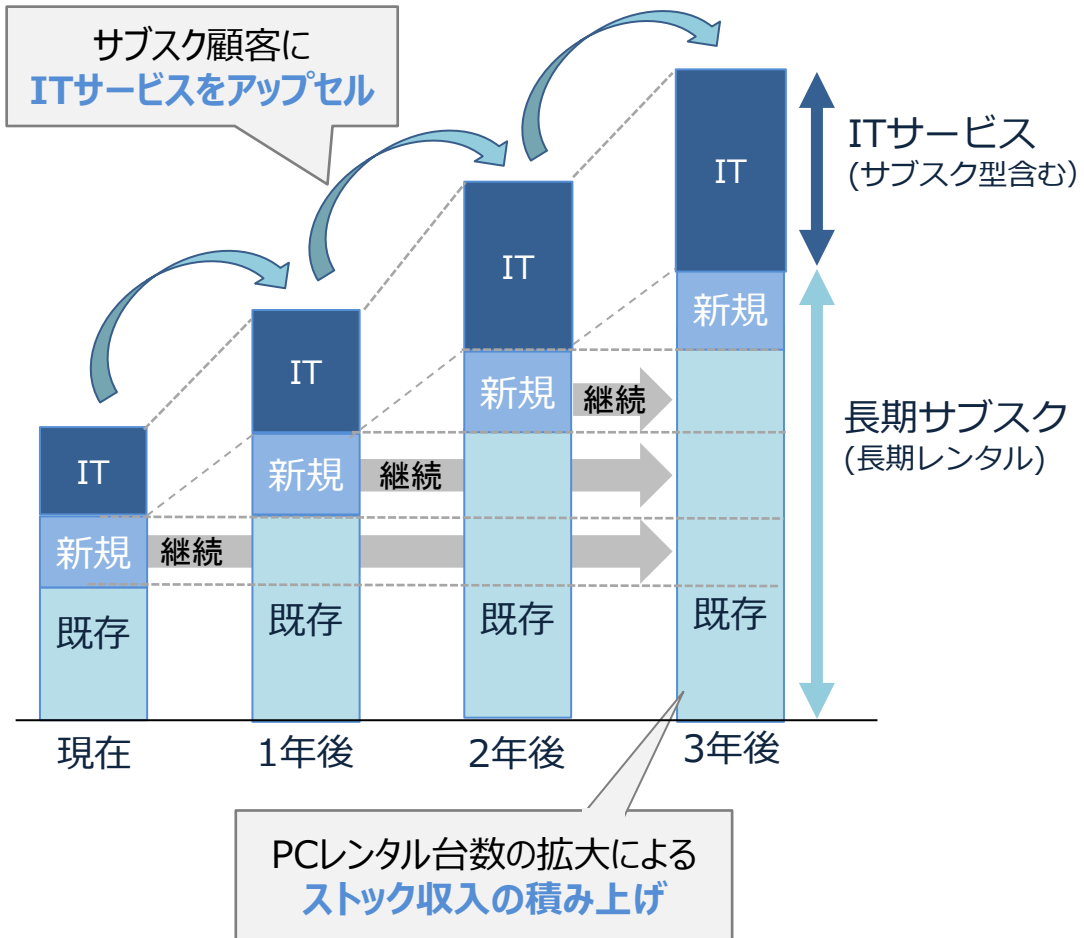 サブスク顧客に
ITサービスをアップセル
IT
ITサービス
(サブスク型含む)
IT
新規
IT
新規
継続
長期サブスク
(長期レンタル)
IT
新規
継続
新規
継続
既存
既存
既存
既存
現在
1年後
2年後
3年後
PCレンタル台数の拡大による
ストック収入の積み上げ